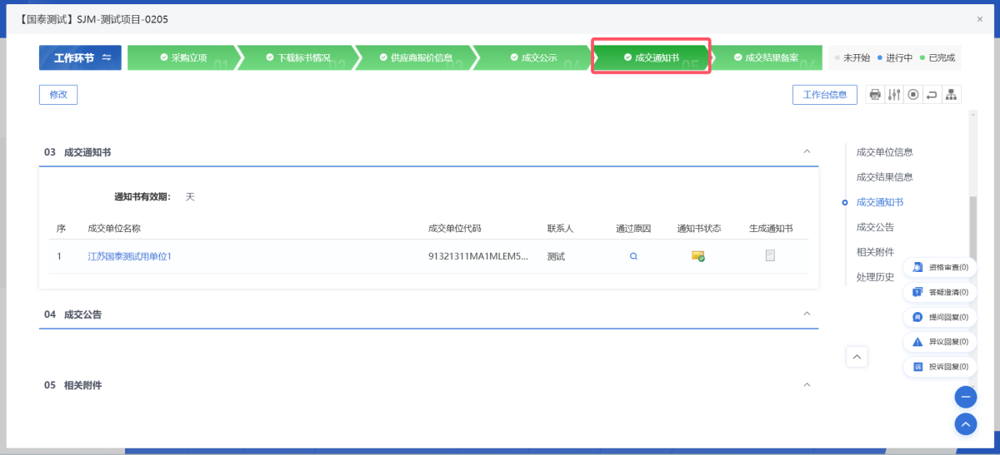 【国泰测试】SJM-测试项目-0205
×
工作环节
采购立项 01
下载标书情况 02
供应商报价信息 03
成交公示 04
成交通知书 05
成交结果备案 06
未开始 进行中 已完成
修改
工作台信息
03 成交通知书
通知书有效期： 天
序 成交单位名称 成交单位代码 联系人 通过原因 通知书状态 生成通知书
1 江苏国泰测试用单位1 91321311MA1MLEM5... 测试
04 成交公告
05 相关附件
成交单位信息
成交结果信息
成交通知书
成交公告
相关附件
处理历史
资格审查(0)
答疑澄清(0)
提问回复(0)
异议回复(0)
诉 投诉回复(0)